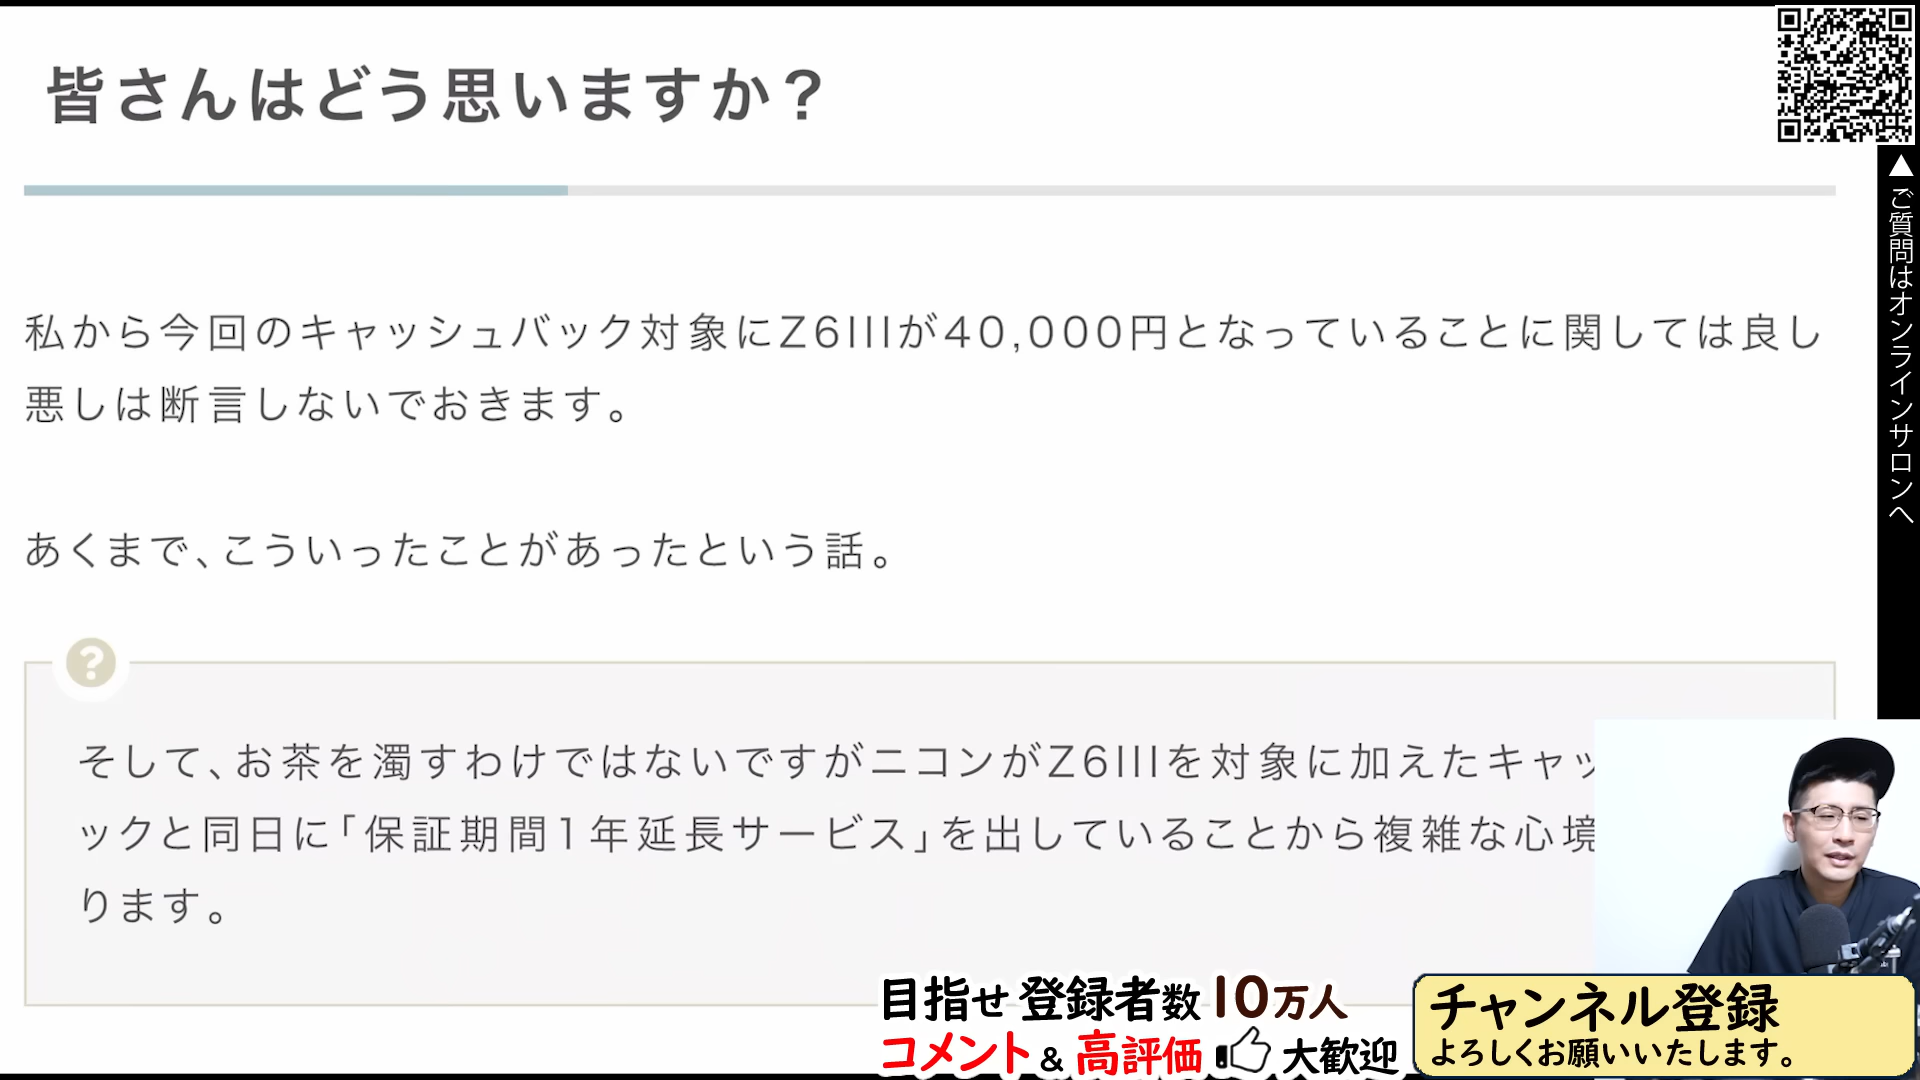 皆さんはどう思いますか？
私から今回のキャッシュバック対象にZ6IIIが40,000円となっていることに関しては良し
悪しは断言しないでおきます。
あくまで、こういったことがあったという話。
?
そして、お茶を濁すわけではないですがニコンがZ6IIIを対象に加えたキャッ
ックと同日に「保証期間1年延長サービス」を出していることから複雑な心境
ります。
▲ご質問はオンラインサロンへ
目指せ 登録者数 10万人
コメント & 高評価 大歓迎
チャンネル登録
よろしくお願いいたします。